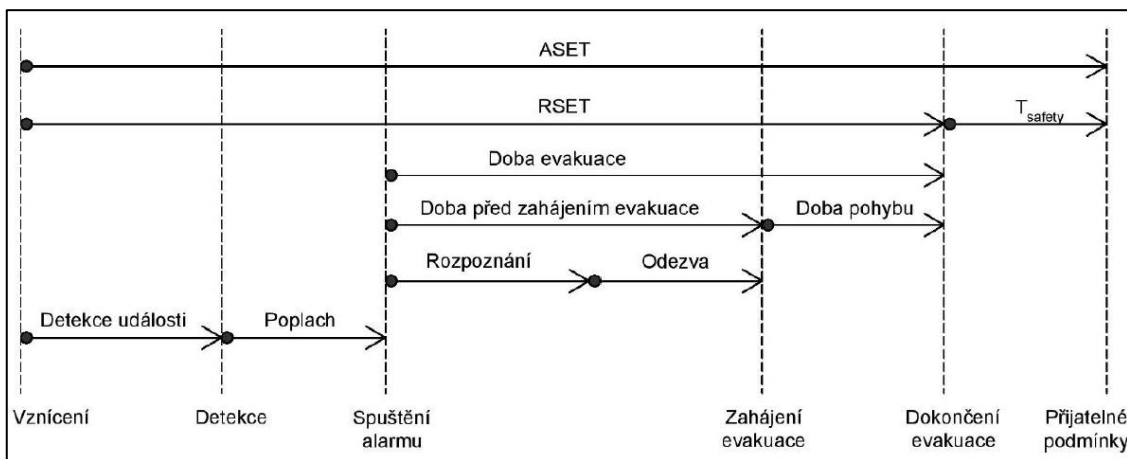 ASET
RSET
T_safety
Doba evakuace
Doba před zahájením evakuace
Doba pohybu
Rozpoznání
Odezva
Detekce události
Poplach
Vznícení
Detekce
Spuštění
alarmu
Zahájení
evakuace
Dokončení
evakuace
Přijatelné
podmínky